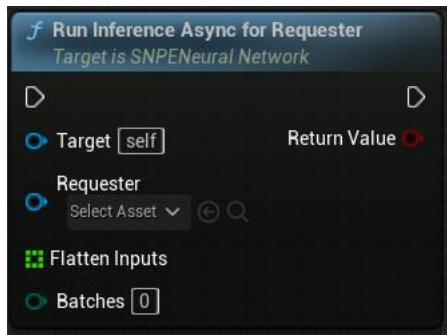 f Run Inference Async for Requester
Target is SNPENeural Network
Target self
Return Value
Requester
Select Asset
Flatten Inputs
Batches 0